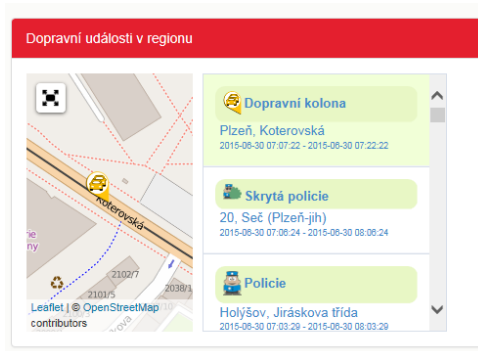 Dopravní události v regionu
Dopravní kolona
Plzeň, Koterovská
2015-06-30 07:07:22 - 2015-06-30 07:22:22
Skrytá policie
20, Seč (Plzeň-jih)
2015-06-30 07:06:24 - 2015-06-30 08:06:24
Policie
Holýšov, Jiráskova třída
2015-06-30 07:03:29 - 2015-06-30 08:03:29
Koterovská
2102/7
2101/5
2038/1
Leaflet | © OpenStreetMap
contributors